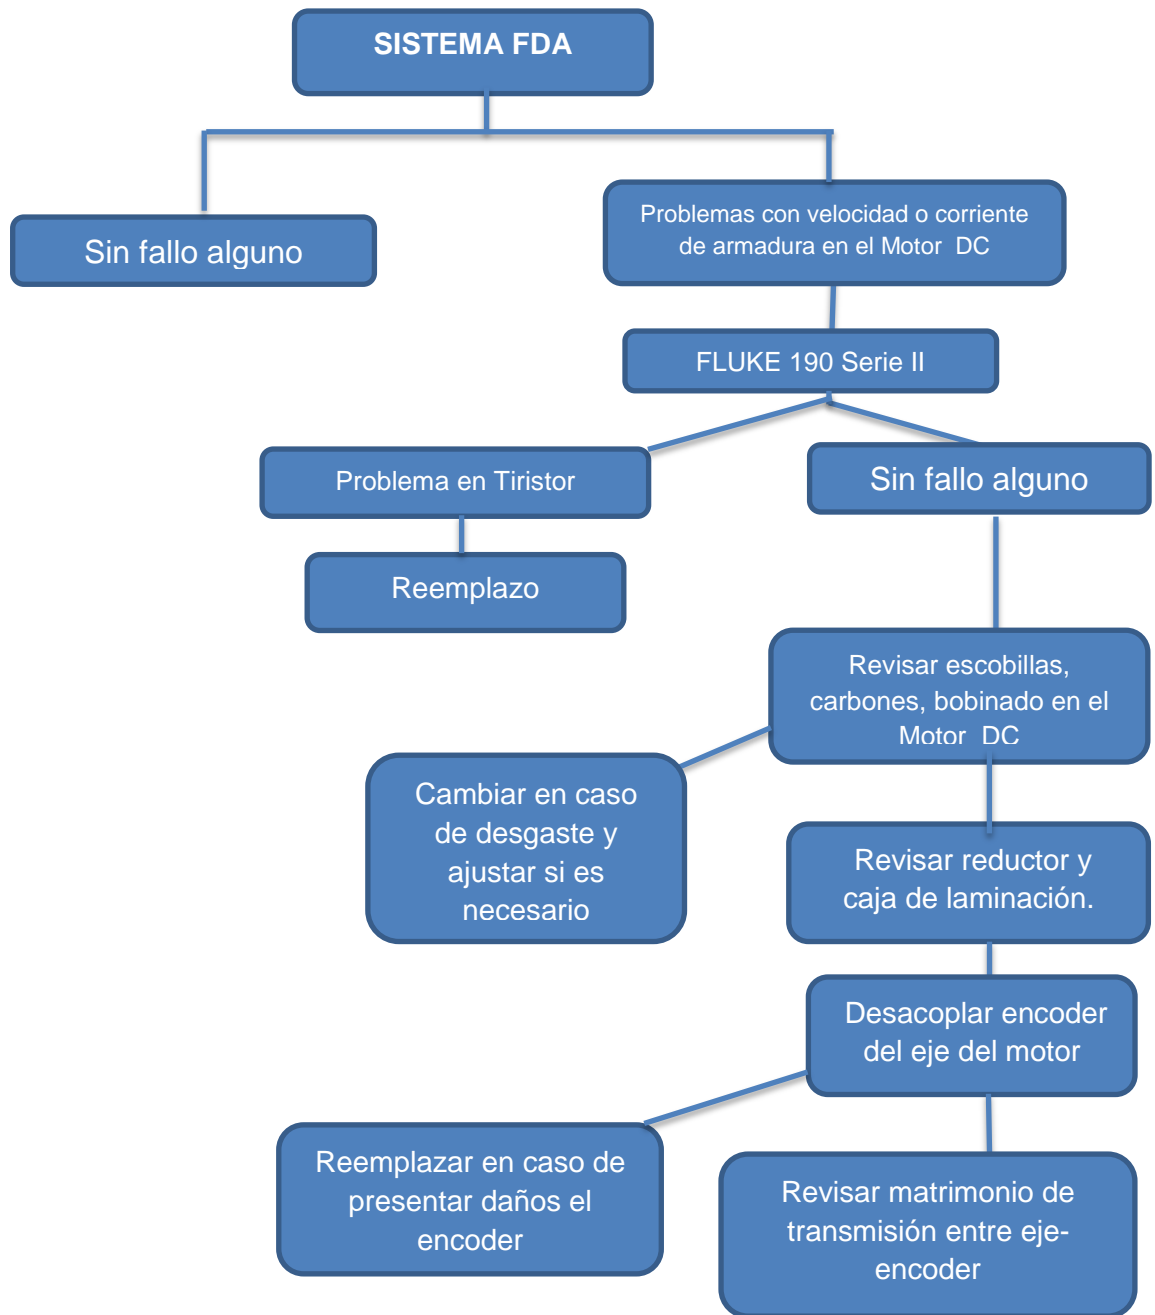 SISTEMA FDA
Sin fallo alguno
Problemas con velocidad o corriente
de armadura en el Motor DC
FLUKE 190 Serie II
Problema en Tiristor
Sin fallo alguno
Reemplazo
Revisar escobillas,
carbones, bobinado en el
Motor DC
Cambiar en caso
de desgaste y
ajustar si es
necesario
Revisar reductor y
caja de laminación.
Desacoplar encoder
del eje del motor
Reemplazar en caso de
presentar daños el
encoder
Revisar matrimonio de
transmisión entre eje-
encoder